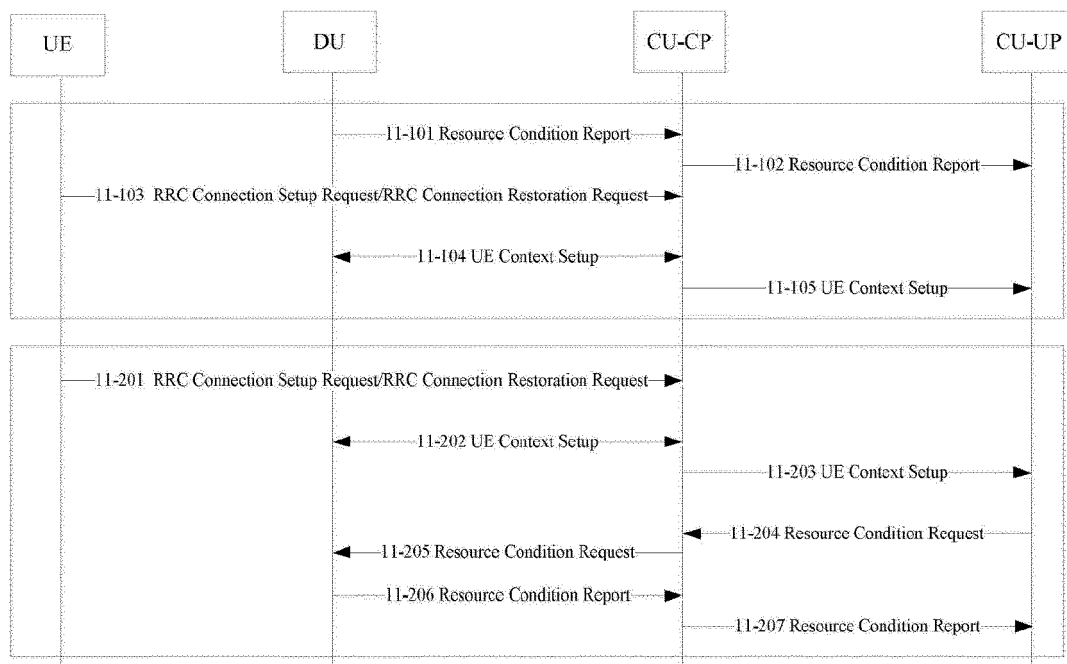 UE
DU
CU-CP
CU-UP
11-101 Resource Condition Report
11-102 Resource Condition Report
11-103 RRC Connection Setup Request/RRC Connection Restoration Request
11-104 UE Context Setup
11-105 UE Context Setup
11-201 RRC Connection Setup Request/RRC Connection Restoration Request
11-202 UE Context Setup
11-203 UE Context Setup
11-204 Resource Condition Request
11-205 Resource Condition Request
11-206 Resource Condition Report
11-207 Resource Condition Report